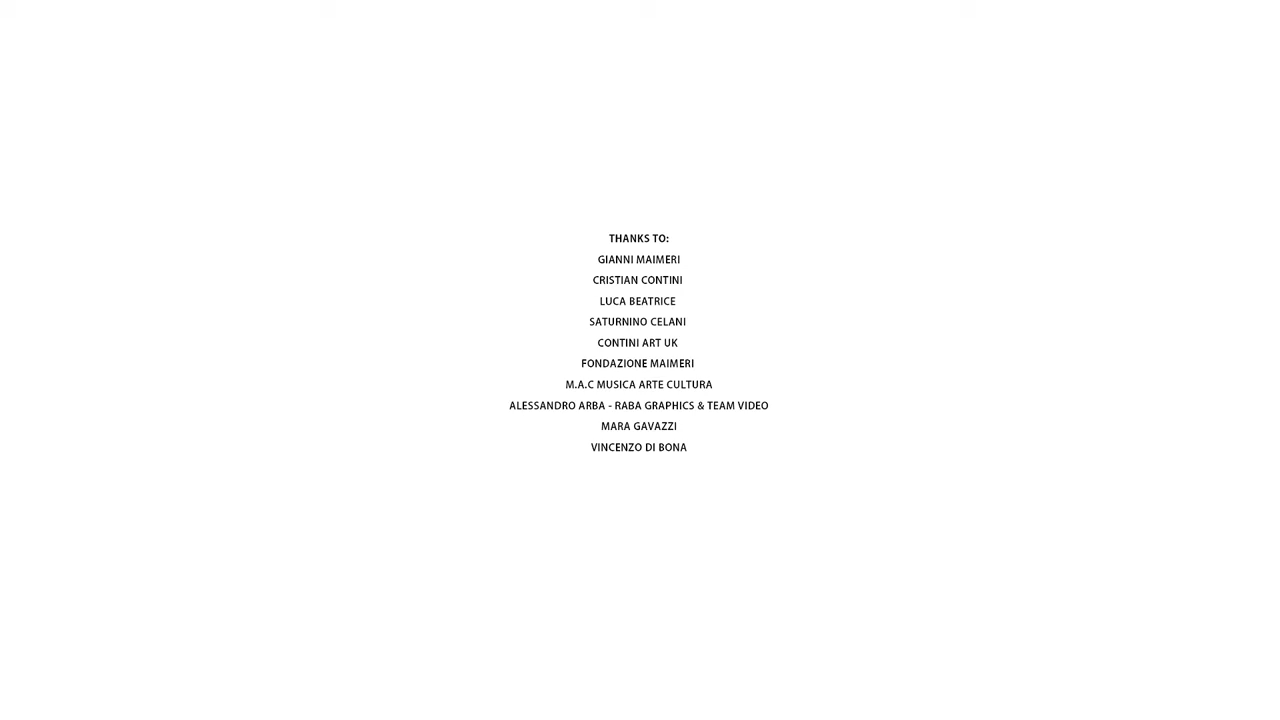 THANKS TO:
GIANNI MAIMERI
CRISTIAN CONTINI
LUCA BEATRICE
SATURNINO CELANI
CONTINI ART UK
FONDAZIONE MAIMERI
M.A.C MUSICA ARTE CULTURA
ALESSANDRO ARBA - RABA GRAPHICS & TEAM VIDEO
MARA GAVAZZI
VINCENZO DI BONA